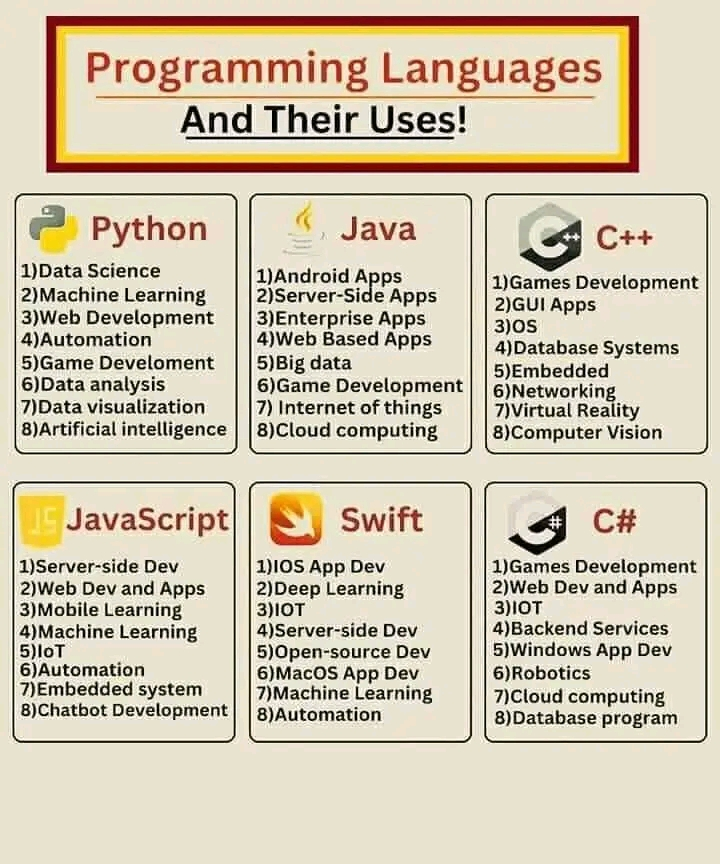 Programming Languages
And Their Uses!
Python
1)Data Science
2)Machine Learning
3)Web Development
4)Automation
5)Game Develoment
6)Data analysis
7)Data visualization
8)Artificial intelligence
Java
1)Android Apps
2)Server-Side Apps
3)Enterprise Apps
4)Web Based Apps
5)Big data
6)Game Development
7) Internet of things
8)Cloud computing
C++
C++
1)Games Development
2)GUI Apps
3)OS
4)Database Systems
5)Embedded
6)Networking
7)Virtual Reality
8)Computer Vision
JS
JavaScript
1)Server-side Dev
2)Web Dev and Apps
3)Mobile Learning
4)Machine Learning
5)IoT
6)Automation
7)Embedded system
8)Chatbot Development
Swift
1)IOS App Dev
2)Deep Learning
3)IOT
4)Server-side Dev
5)Open-source Dev
6)MacOS App Dev
7)Machine Learning
8)Automation
C#
C#
1)Games Development
2)Web Dev and Apps
3)IOT
4)Backend Services
5)Windows App Dev
6)Robotics
7)Cloud computing
8)Database program